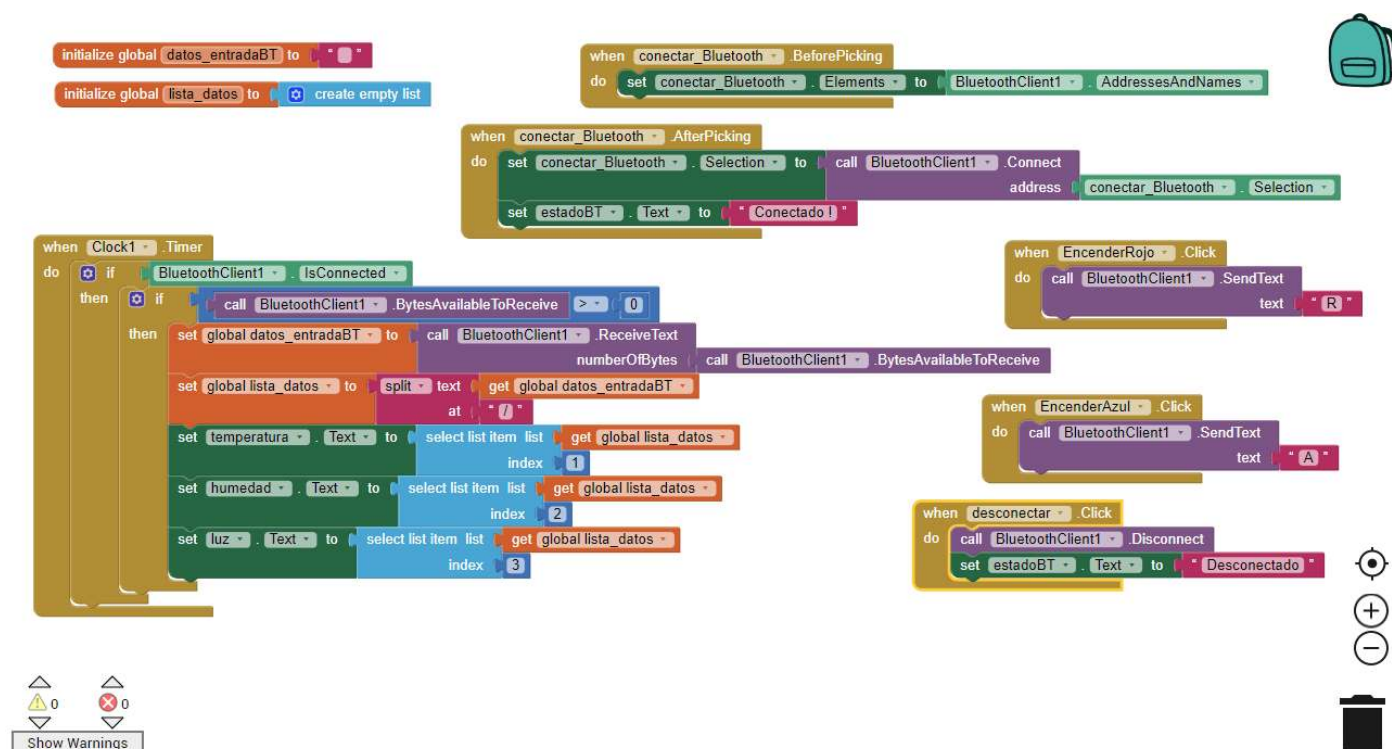 initialize global datos_entradaBT to " "
initialize global lista_datos to create empty list
when conectar_Bluetooth .BeforePicking
do set conectar_Bluetooth . Elements to BluetoothClient1 . AddressesAndNames
when conectar_Bluetooth .AfterPicking
do set conectar_Bluetooth . Selection to call BluetoothClient1 .Connect
address conectar_Bluetooth . Selection
set estadoBT . Text to " Conectado ! "
when Clock1 .Timer
do if BluetoothClient1 . IsConnected
then if call BluetoothClient1 .BytesAvailableToReceive > 0
then set global datos_entradaBT to call BluetoothClient1 .ReceiveText
numberOfBytes call BluetoothClient1 .BytesAvailableToReceive
set global lista_datos to split text get global datos_entradaBT
at " / "
set temperatura . Text to select list item list get global lista_datos
index 1
set humedad . Text to select list item list get global lista_datos
index 2
set luz . Text to select list item list get global lista_datos
index 3
when EncenderRojo .Click
do call BluetoothClient1 .SendText
text " R "
when EncenderAzul .Click
do call BluetoothClient1 .SendText
text " A "
when desconectar .Click
do call BluetoothClient1 .Disconnect
set estadoBT . Text to " Desconectado "
0 0
Show Warnings